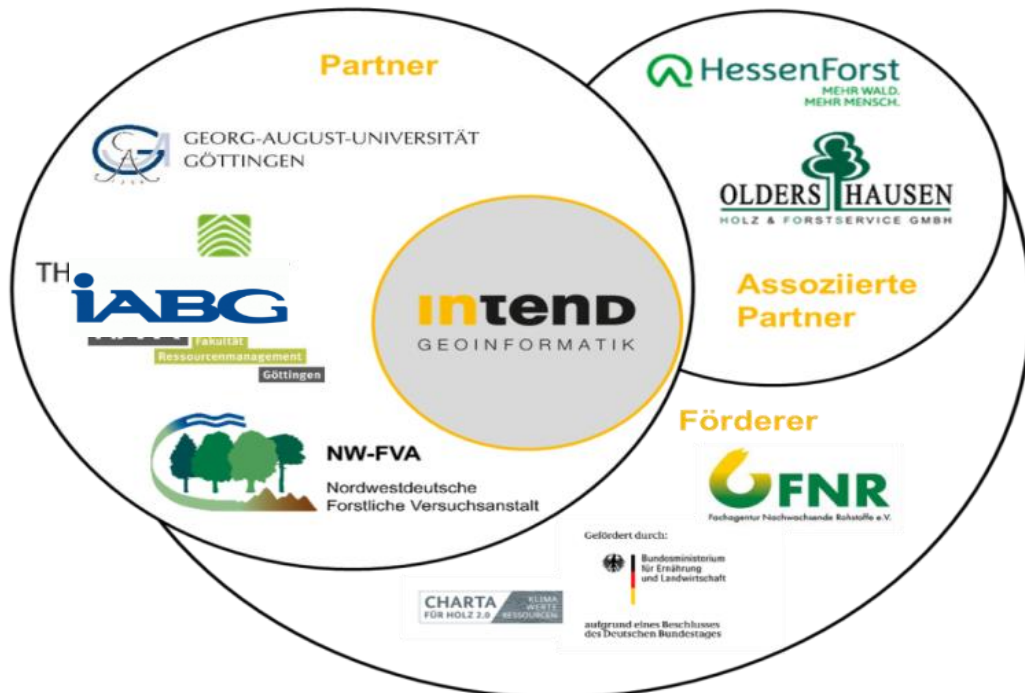 Partner
GEORG-AUGUST-UNIVERSITÄT
GÖTTINGEN
TH
iABG
Fakultät
Ressourcenmanagement
Göttingen
NW-FVA
Nordwestdeutsche
Forstliche Versuchsanstalt
intenD
GEOINFORMATIK
HessenForst
MEHR WALD.
MEHR MENSCH.
OLDERSHAUSEN
HOLZ & FORSTSERVICE GMBH
Assoziierte
Partner
Förderer
FNR
Fachagentur Nachwachsende Rohstoffe e.V.
Gefördert durch:
Bundesministerium
für Ernährung
und Landwirtschaft
aufgrund eines Beschlusses
des Deutschen Bundestages
CHARTA
FÜR HOLZ 2.0
KLIMA
WERTE
RESSOURCEN